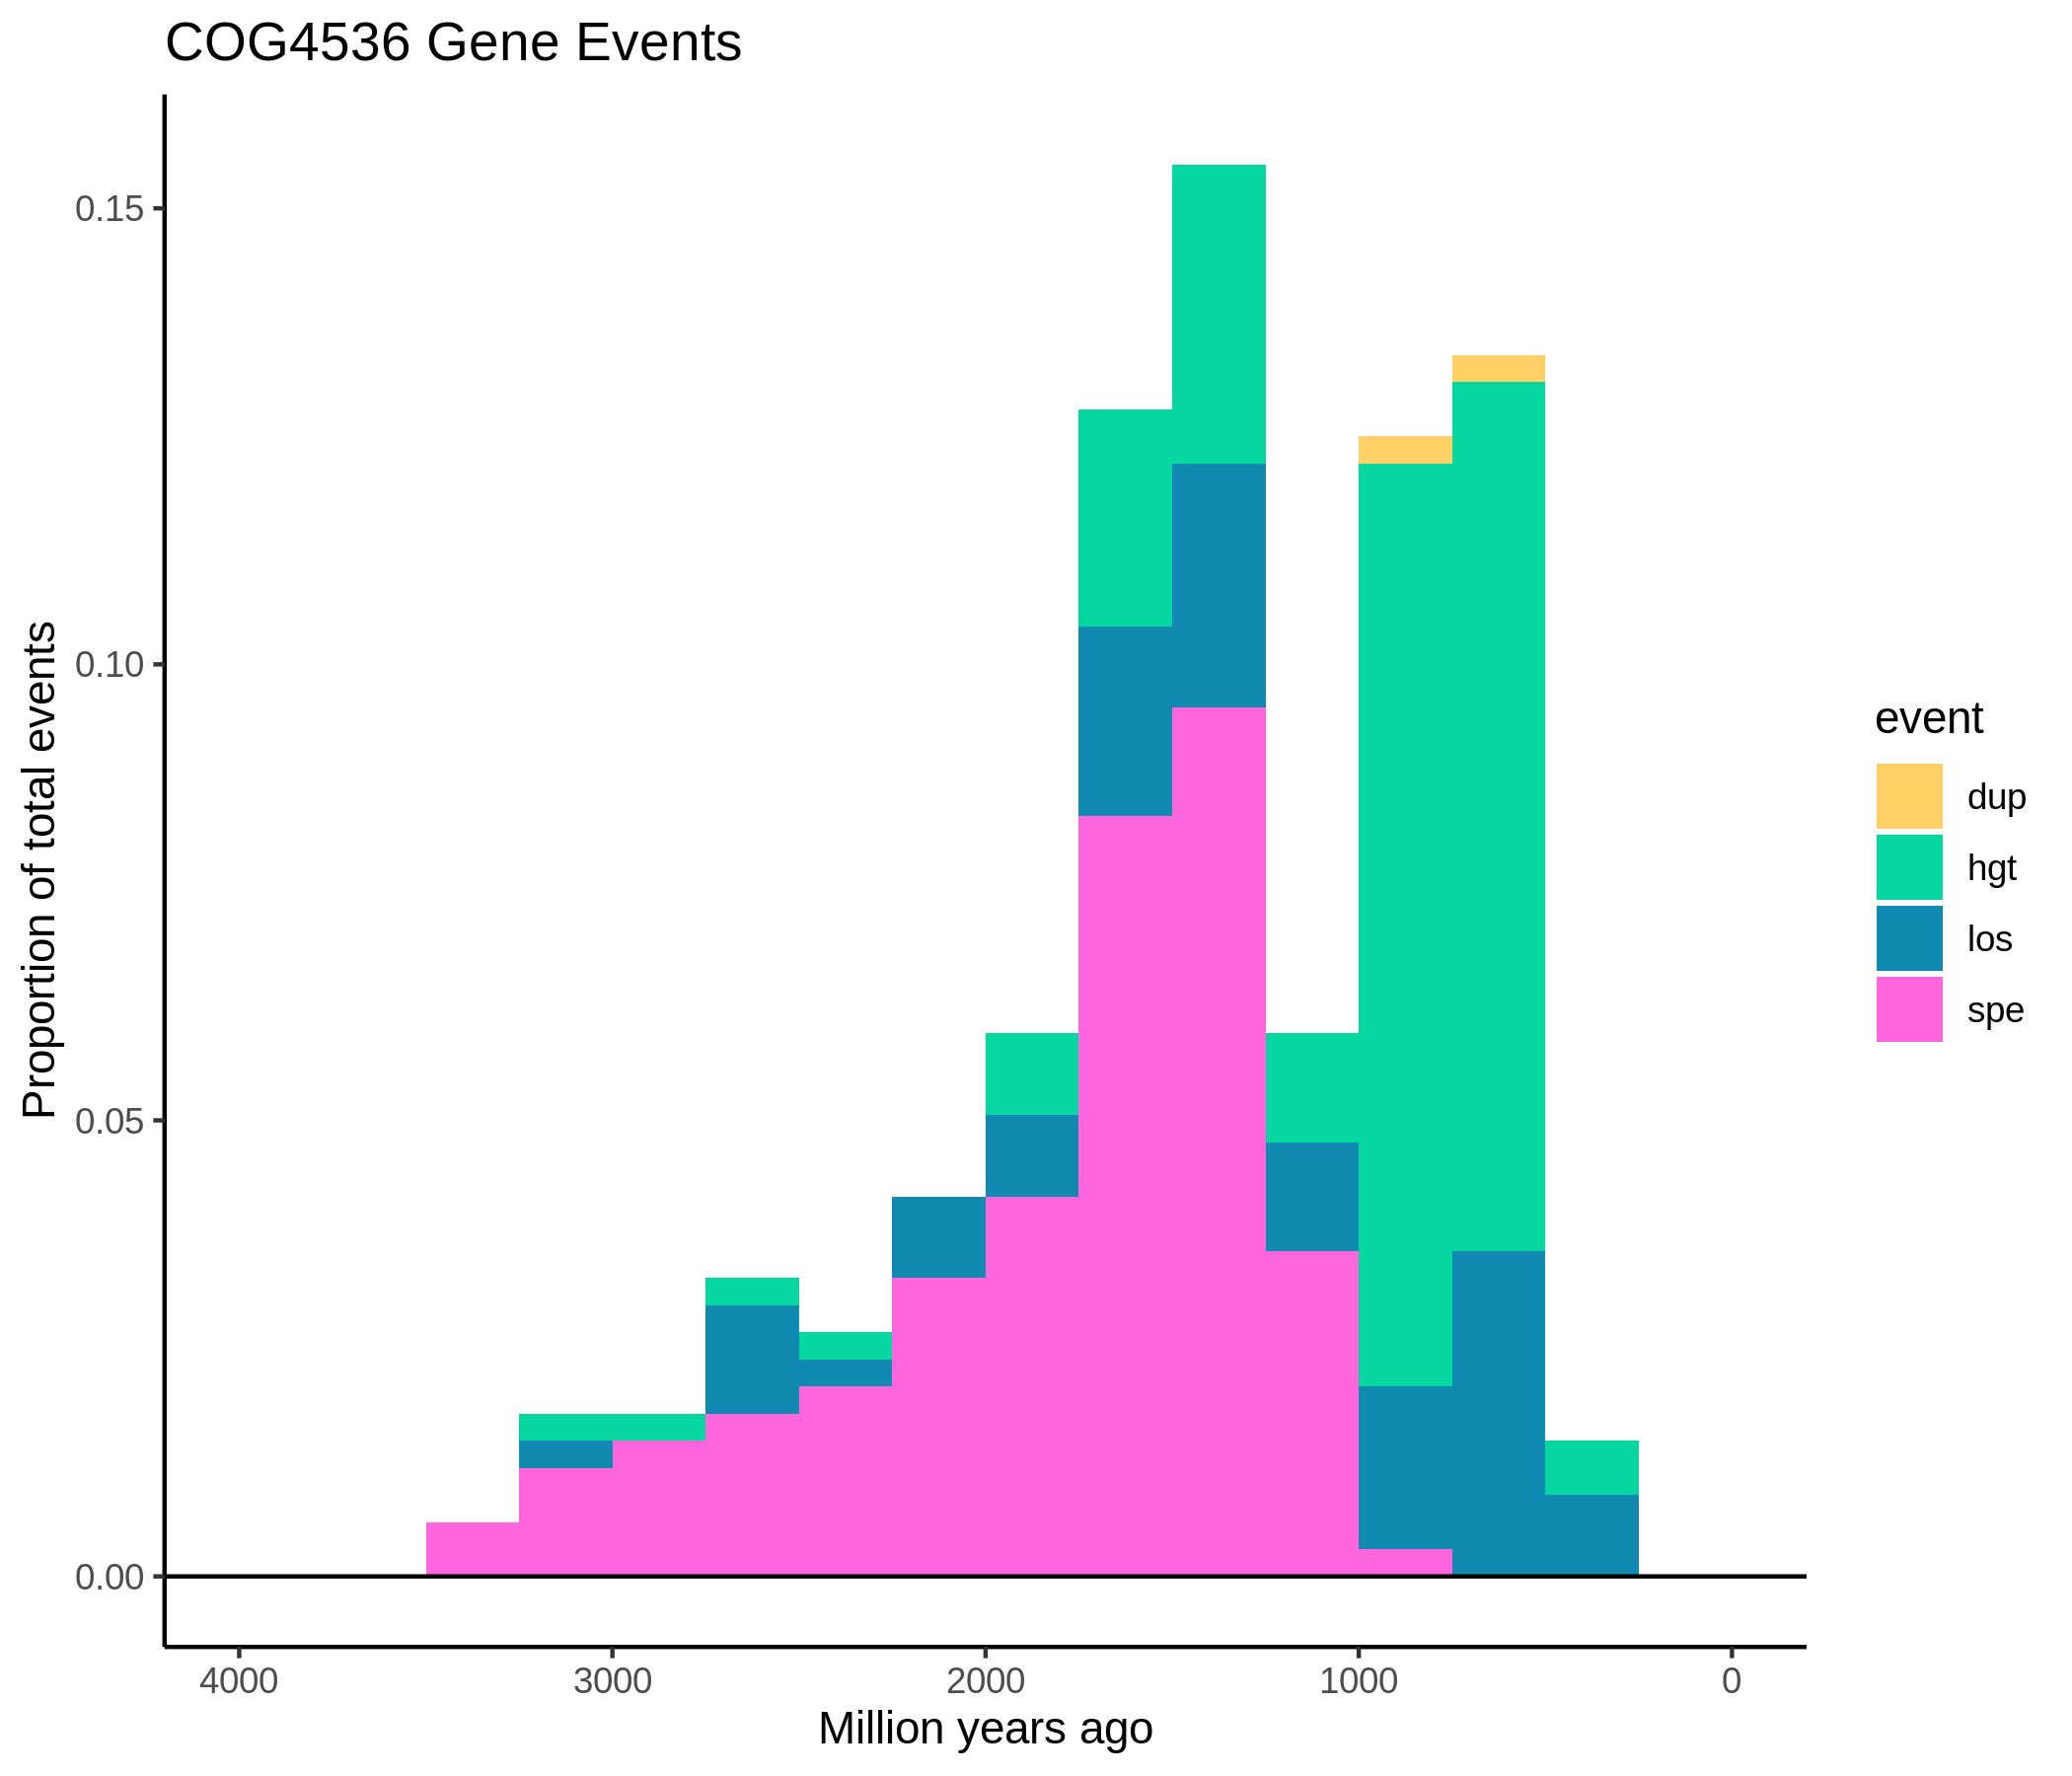 COG4536 Gene Events
Proportion of total events
0.15
0.10
0.05
0.00
4000 3000 2000 1000 0
Million years ago
event
dup
hgt
los
spe